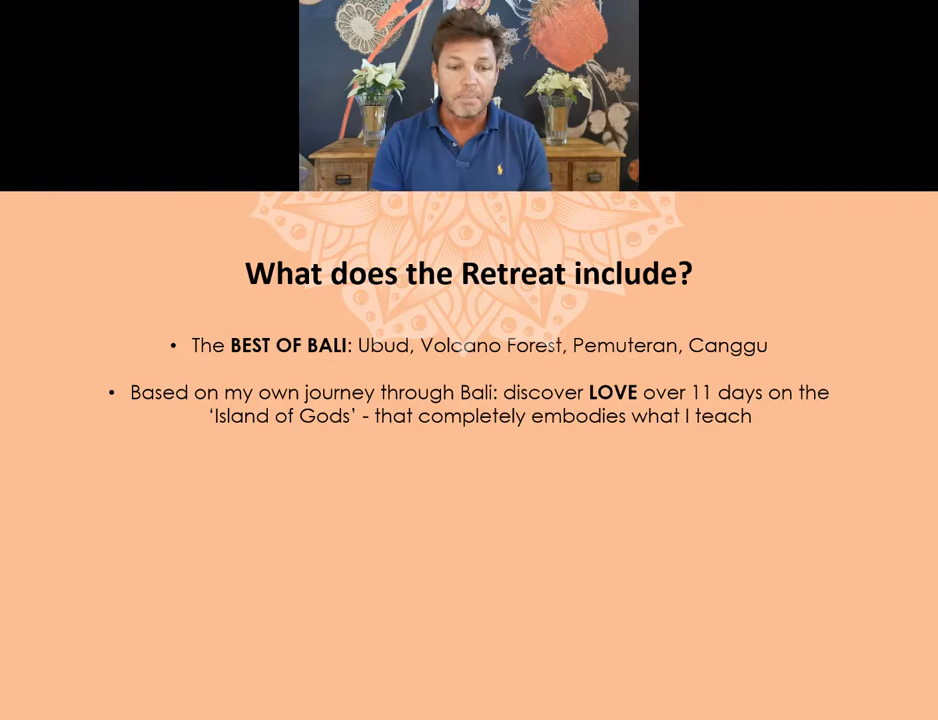 What does the Retreat include?
• The BEST OF BALI: Ubud, Volcano Forest, Pemuteran, Canggu
• Based on my own journey through Bali: discover LOVE over 11 days on the
‘Island of Gods’ - that completely embodies what I teach